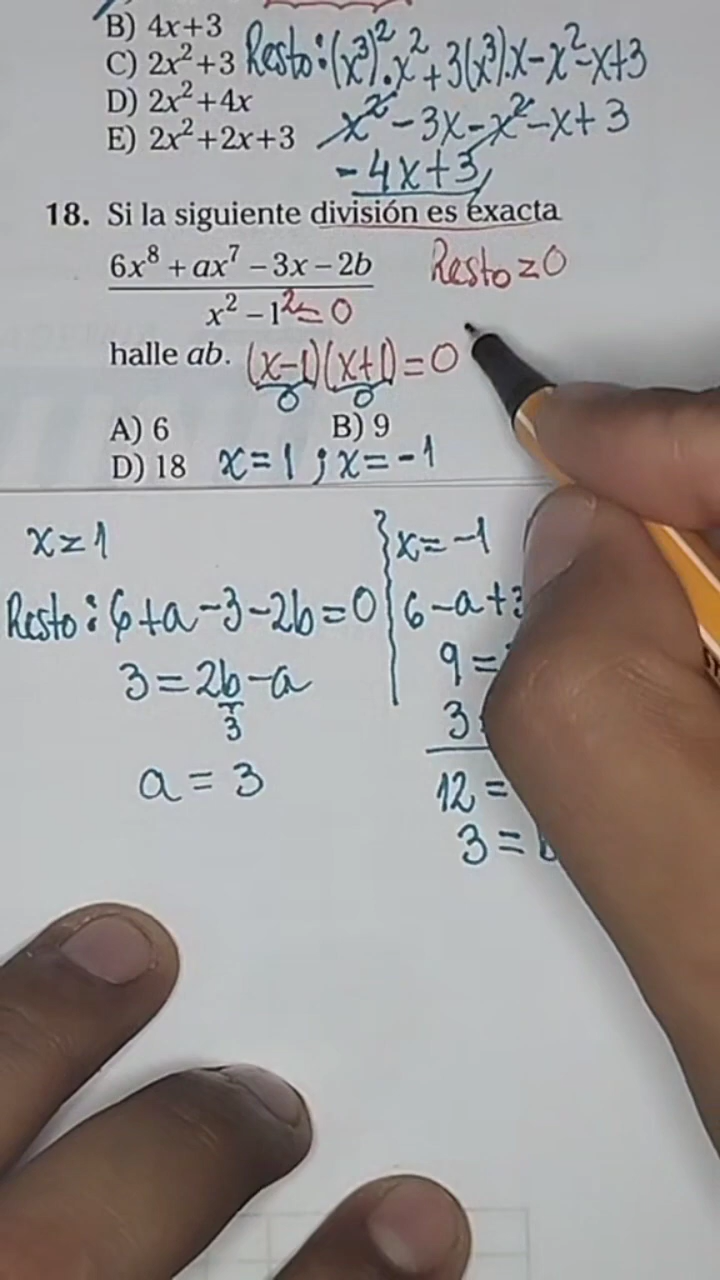 B) 4x+3
C) 2x²+3 Resto: (x³)².x²+3(x³).x-x²-x+3
D) 2x²+4x
E) 2x²+2x+3 x²-3x-x²-x+3
-4x+3
18. Si la siguiente división es exacta
6x⁸+ax⁷-3x-2b Resto=0
x²-1²=0
halle ab. (x-1)(x+1)=0
0 0
A) 6 B) 9
D) 18 x=1; x=-1
x=1 x=-1
Resto: 6+a-3-2b=0 6-a+3
3=2b-a 9=
3 3
a=3 12=
3=b